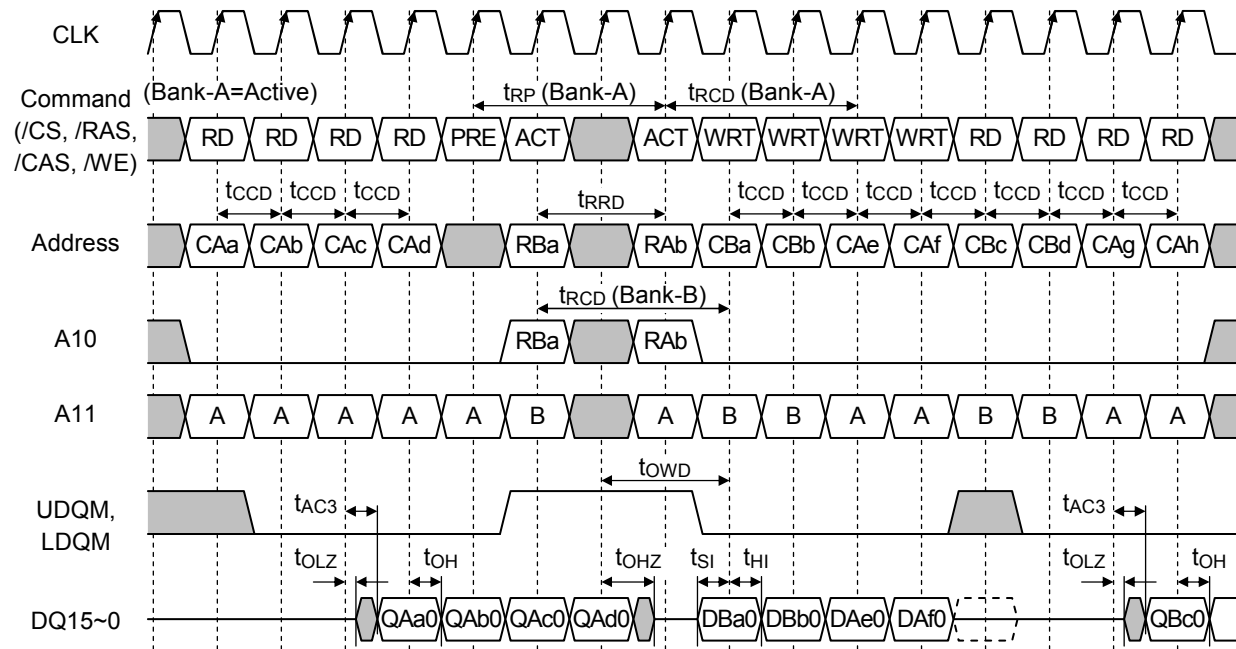 CLK
Command (Bank-A=Active) tRP (Bank-A) tRCD (Bank-A)
(/CS, /RAS, RD RD RD RD PRE ACT ACT WRT WRT WRT WRT RD RD RD RD
/CAS, /WE)
tCCD tCCD tCCD tRRD tCCD tCCD tCCD tCCD tCCD tCCD tCCD
Address CAa CAb CAc CAd RBa RAb CBa CBb CAe CAf CBc CBd CAg CAh
tRCD (Bank-B)
A10 RBa RAb
A11 A A A A A B A B B A A B B A A
tOWD
UDQM, tAC3 tAC3
LDQM
tOLZ tOH tOHZ tSI tHI tOLZ tOH
DQ15~0 QAa0 QAb0 QAc0 QAd0 DBa0 DBb0 DAe0 DAf0 QBc0